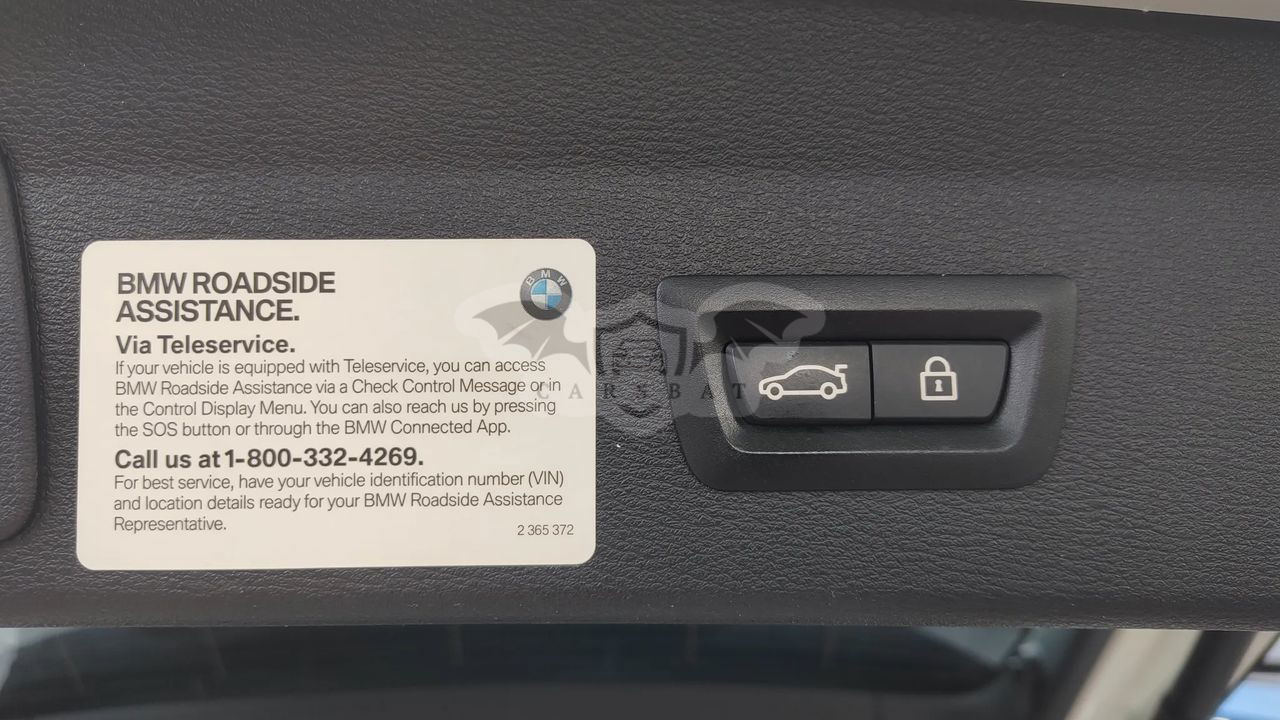 BMW ROADSIDE
ASSISTANCE.
BMW
Via Teleservice.
If your vehicle is equipped with Teleservice, you can access
BMW Roadside Assistance via a Check Control Message or in
the Control Display Menu. You can also reach us by pressing
the SOS button or through the BMW Connected App.
Call us at 1-800-332-4269.
For best service, have your vehicle identification number (VIN)
and location details ready for your BMW Roadside Assistance
Representative.
2 365 372
CARABAT